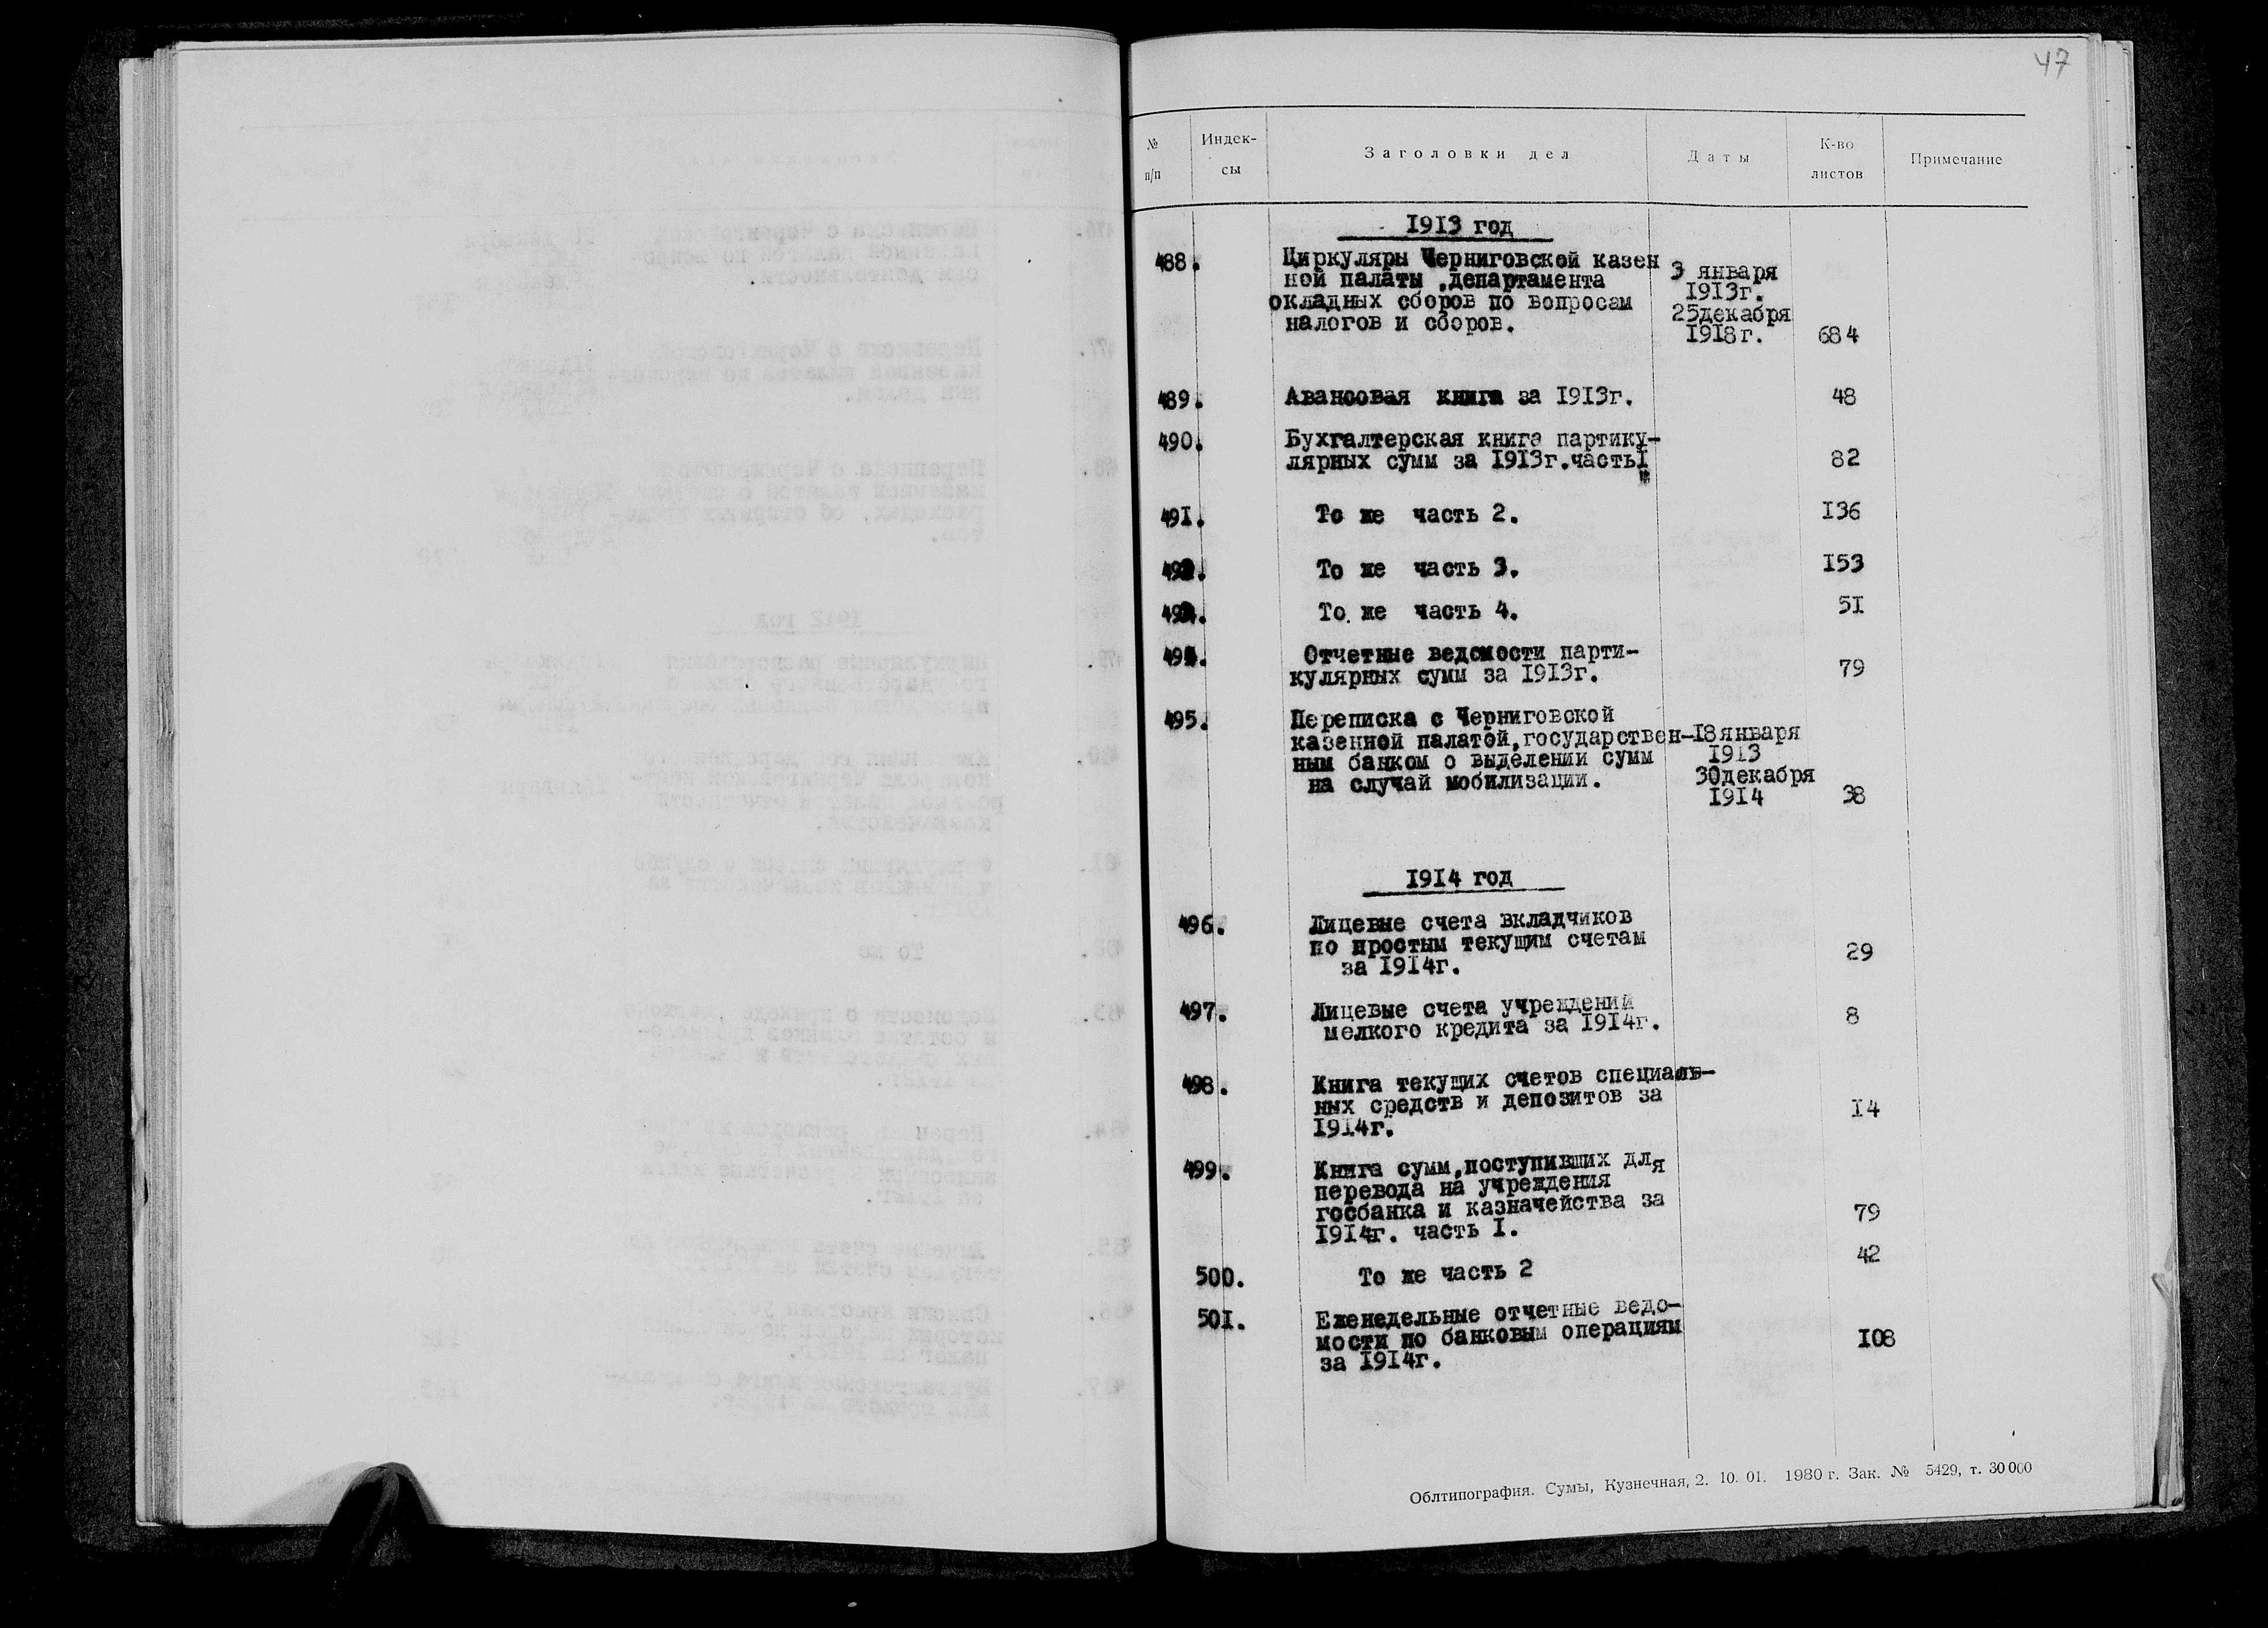 47
№ п/п Индек-сы Заголовки дел Даты К-во листов Примечание
1913 год
488. Циркуляры Черниговской казен
ной палаты ,департамента 3 января
окладных сборов по вопросам 1913г.
налогов и сборов. 25декабря
1918г. 684
489. Авансовая книга за 1913г. 48
490. Бухгалтерская книга партику-
лярных сумм за 1913г.часть I 82
491. То же часть 2. 136
492. То же часть 3. 153
493. То же часть 4. 51
494. Отчетные ведомости парти-
кулярных сумм за 1913г. 79
495. Переписка с Черниговской
казенной палатой,государствен- 18января
ным банком о выделении сумм 1913
на случай мобилизации. 30декабря
1914 38
1914 год
496. Лицевые счета вкладчиков
по простым текущим счетам
за 1914г. 29
497. Лицевые счета учреждений
мелкого кредита за 1914г. 8
498. Книга текущих счетов специаль-
ных средств и депозитов за
1914г. 14
499. Книга сумм,поступивших для
перевода на учреждения
госбанка и казначейства за
1914г. часть I. 79
500. То же часть 2 42
501. Еженедельные отчетные ведо-
мости по банковым операциям
за 1914г. 108
Облтипография. Сумы, Кузнечная, 2. 10. 01. 1980 г. Зак. № 5429, т. 30 000